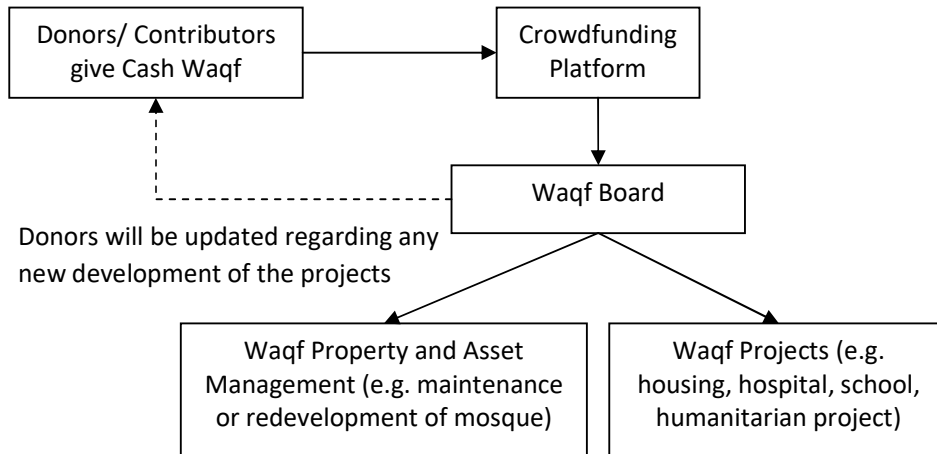 Donors/ Contributors
give Cash Waqf
Crowdfunding
Platform
Waqf Board
Donors will be updated regarding any
new development of the projects
Waqf Property and Asset
Management (e.g. maintenance
or redevelopment of mosque)
Waqf Projects (e.g.
housing, hospital, school,
humanitarian project)